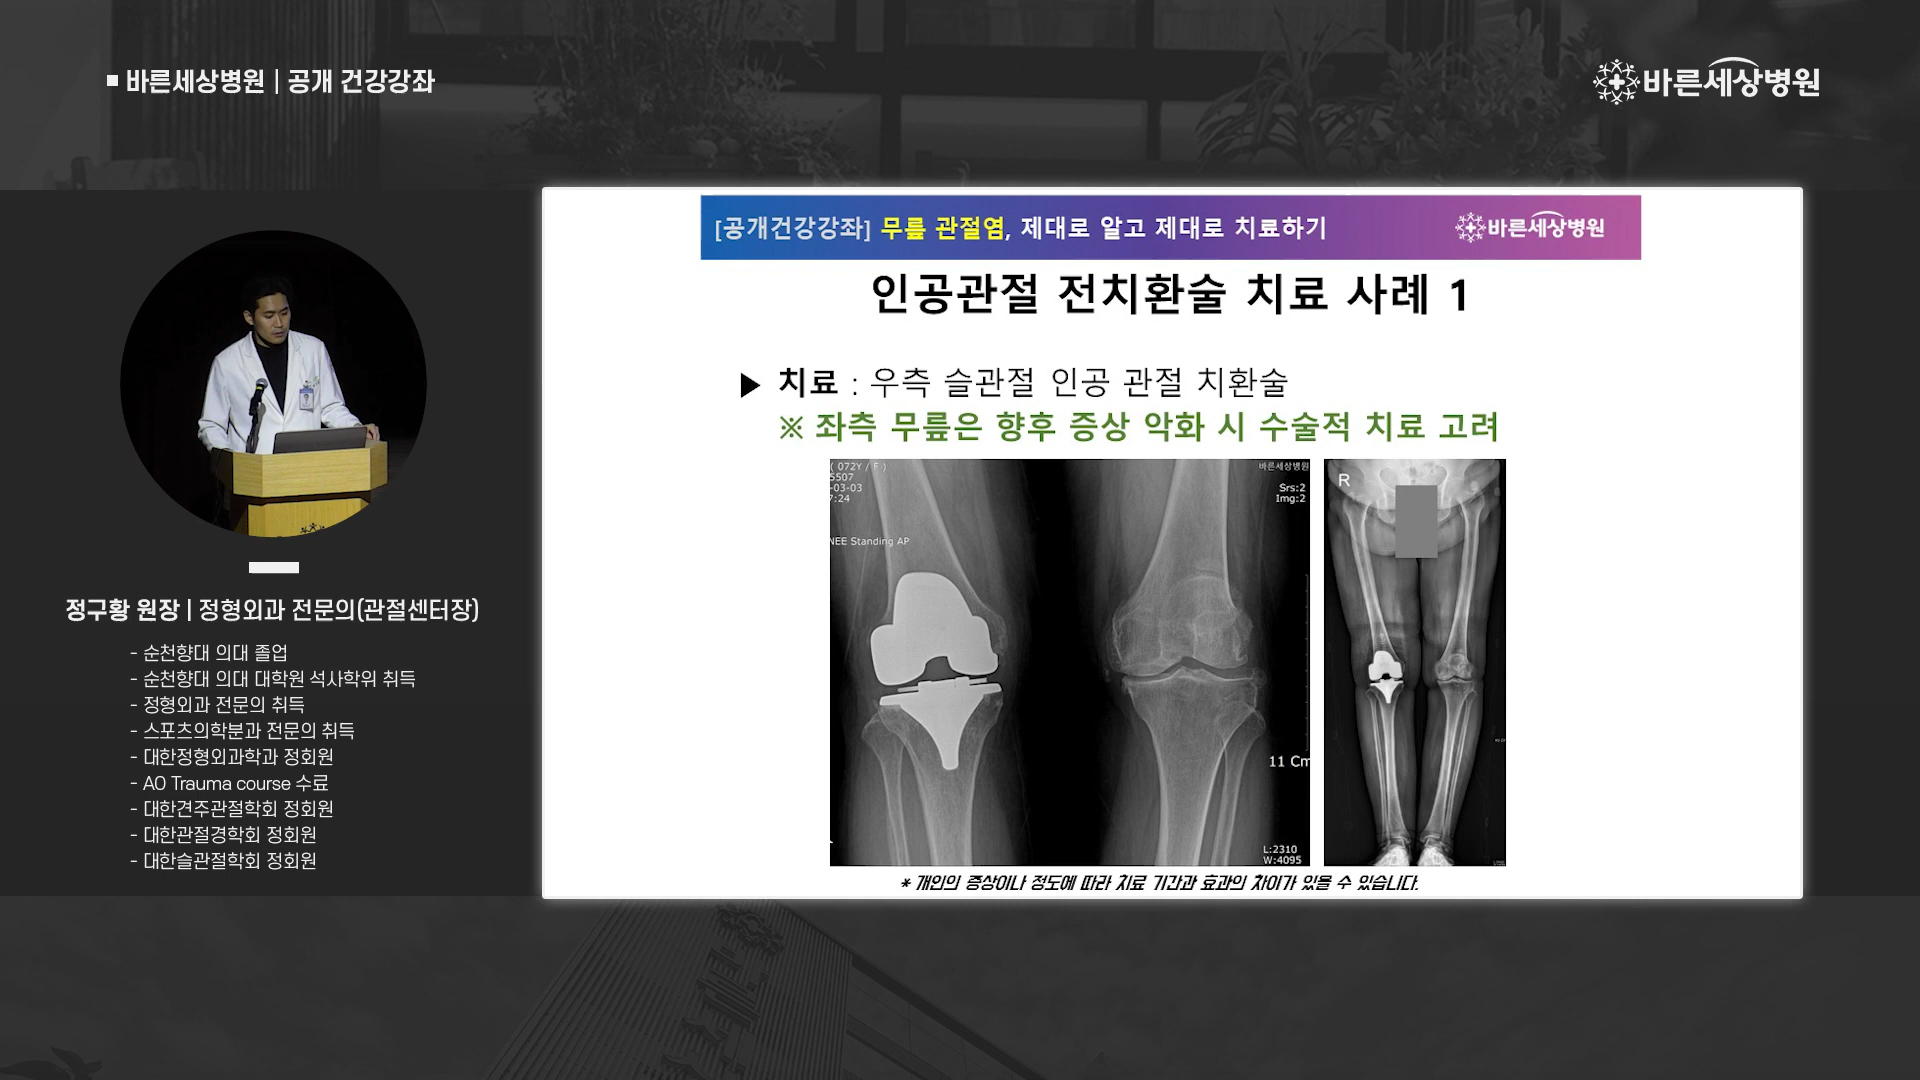 바른세상병원 | 공개 건강강좌
바른세상병원
[공개건강강좌] 무릎 관절염, 제대로 알고 제대로 치료하기
바른세상병원
인공관절 전치환술 치료 사례 1
▶ 치료 : 우측 슬관절 인공 관절 치환술
※ 좌측 무릎은 향후 증상 악화 시 수술적 치료 고려
( 072Y / F )
5507
-03-03
7:24
NEE Standing AP
바른세상병원
Srs:2
Img:2
11 Cm
L:2310
W:4095
R
* 개인의 증상이나 정도에 따라 치료 기간과 효과의 차이가 있을 수 있습니다.
정구황 원장 | 정형외과 전문의(관절센터장)
- 순천향대 의대 졸업
- 순천향대 의대 대학원 석사학위 취득
- 정형외과 전문의 취득
- 스포츠의학분과 전문의 취득
- 대한정형외과학과 정회원
- AO Trauma course 수료
- 대한견주관절학회 정회원
- 대한관절경학회 정회원
- 대한슬관절학회 정회원